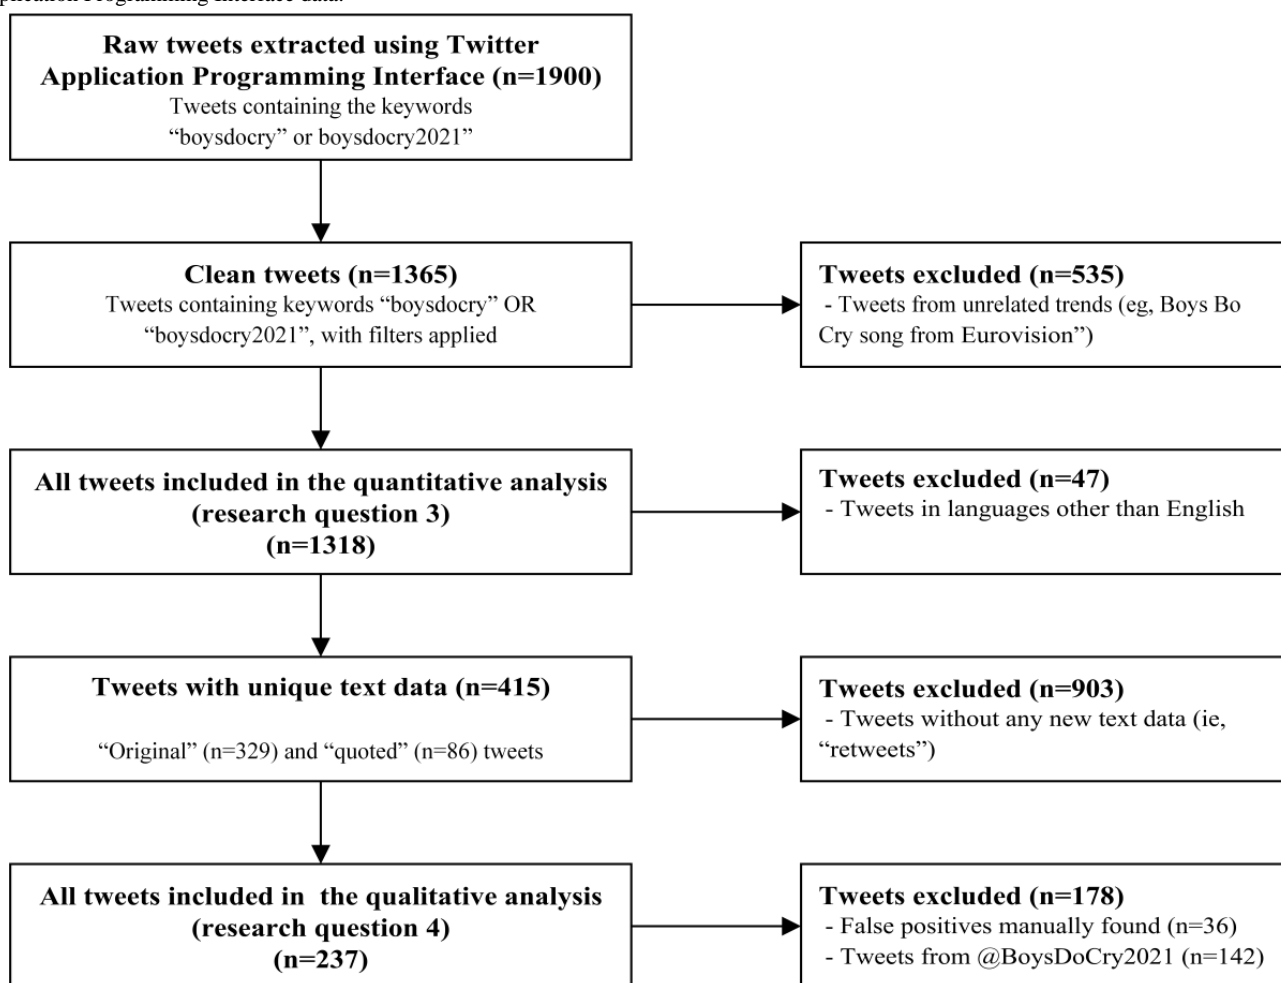 plication Programming Interface data.
Raw tweets extracted using Twitter
Application Programming Interface (n=1900)
Tweets containing the keywords
“boysdocry” or boysdocry2021”
Clean tweets (n=1365)
Tweets containing keywords “boysdocry” OR
“boysdocry2021”, with filters applied
Tweets excluded (n=535)
- Tweets from unrelated trends (eg, Boys Bo
Cry song from Eurovision”)
All tweets included in the quantitative analysis
(research question 3)
(n=1318)
Tweets excluded (n=47)
- Tweets in languages other than English
Tweets with unique text data (n=415)
“Original” (n=329) and “quoted” (n=86) tweets
Tweets excluded (n=903)
- Tweets without any new text data (ie,
“retweets”)
All tweets included in the qualitative analysis
(research question 4)
(n=237)
Tweets excluded (n=178)
- False positives manually found (n=36)
- Tweets from @BoysDoCry2021 (n=142)